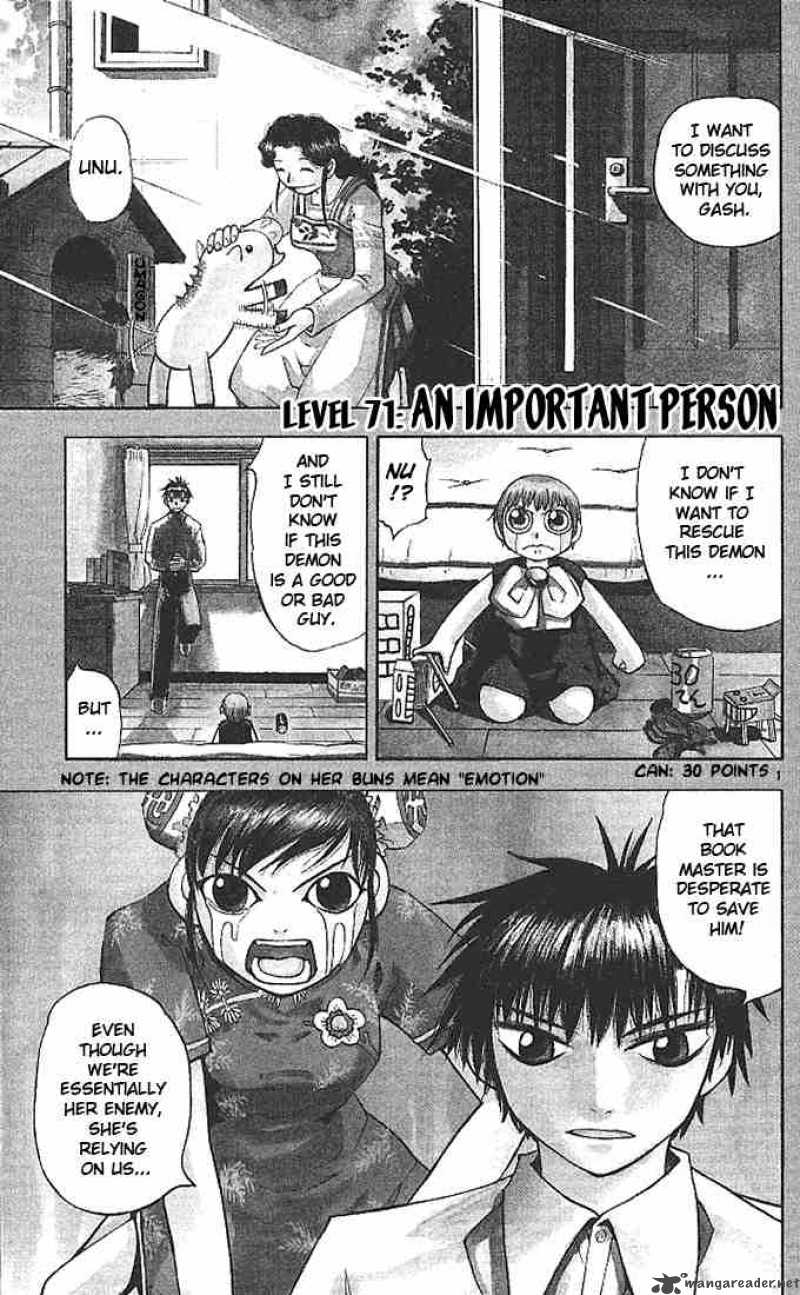 I WANT
TO DISCUSS
SOMETHING
WITH YOU,
GASH.
UNU.
LEVEL 71: AN IMPORTANT PERSON
I DON'T
KNOW IF I
WANT TO
RESCUE
THIS DEMON
...
NU
!?
30
AND
I STILL
DON'T
KNOW
IF THIS
DEMON
IS A GOOD
OR BAD
GUY.
BUT
...
NOTE: THE CHARACTERS ON HER BUNS MEAN "EMOTION"
CAN: 30 POINTS
1
THAT
BOOK
MASTER IS
DESPERATE
TO SAVE
HIM!
EVEN
THOUGH
WE'RE
ESSENTIALLY
HER ENEMY,
SHE'S
RELYING
ON US...
mangareader.net